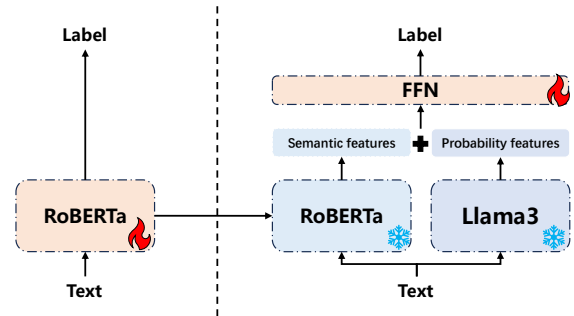 Label
RoBERTa
Text
Label
FFN
Semantic features
Probability features
RoBERTa
Llama3
Text